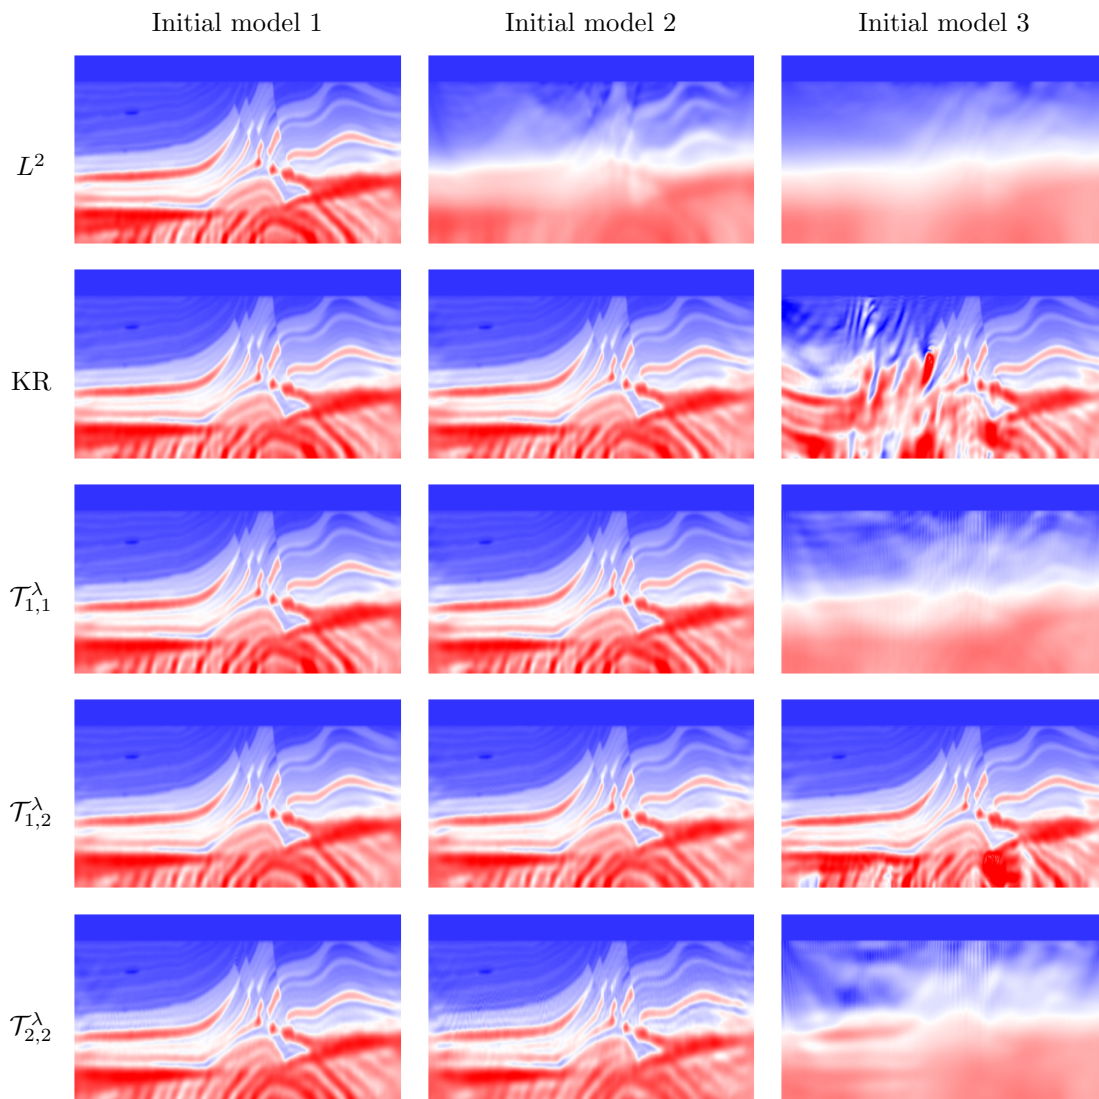 Initial model 1 Initial model 2 Initial model 3
L²
KR
𝒯^λ_{1,1}
𝒯^λ_{1,2}
𝒯^λ_{2,2}